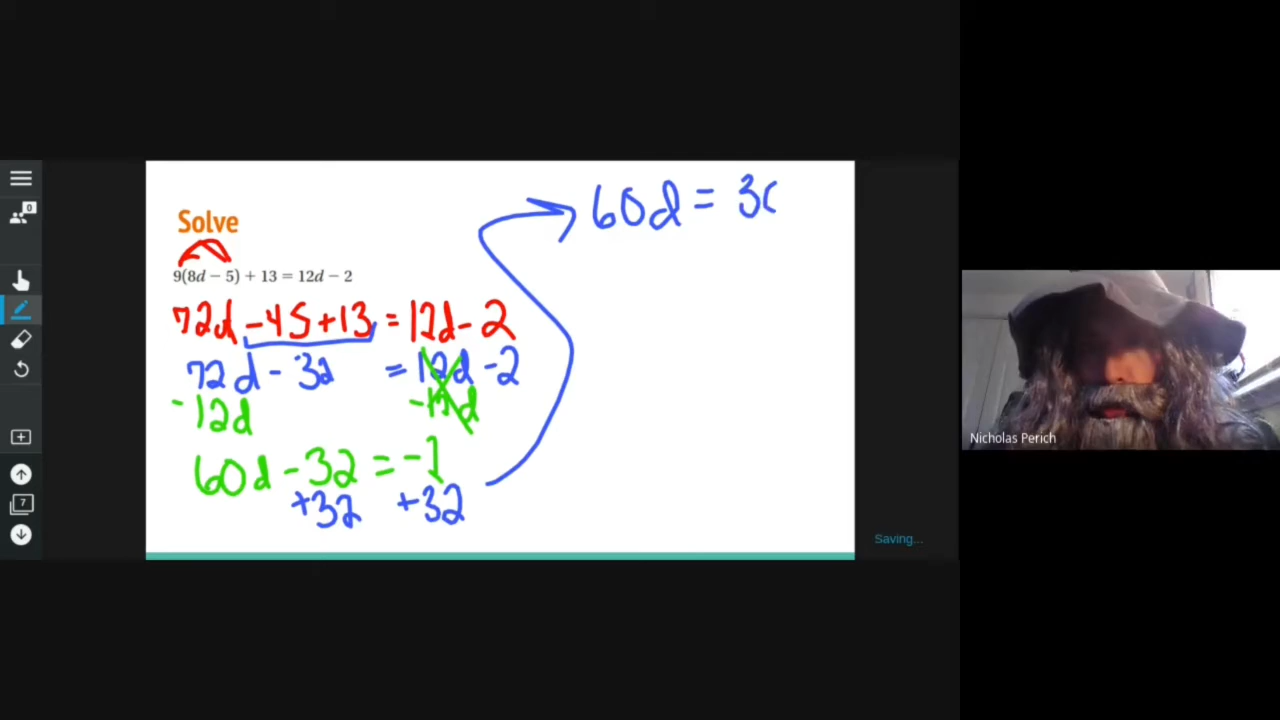 Solve
9(8d − 5) + 13 = 12d − 2
72d - 45 + 13 = 12d - 2
72d - 32 = 12d - 2
-12d -12d
60d - 32 = -2
+32 +32
60d = 3
0
7
Nicholas Perich
Saving...